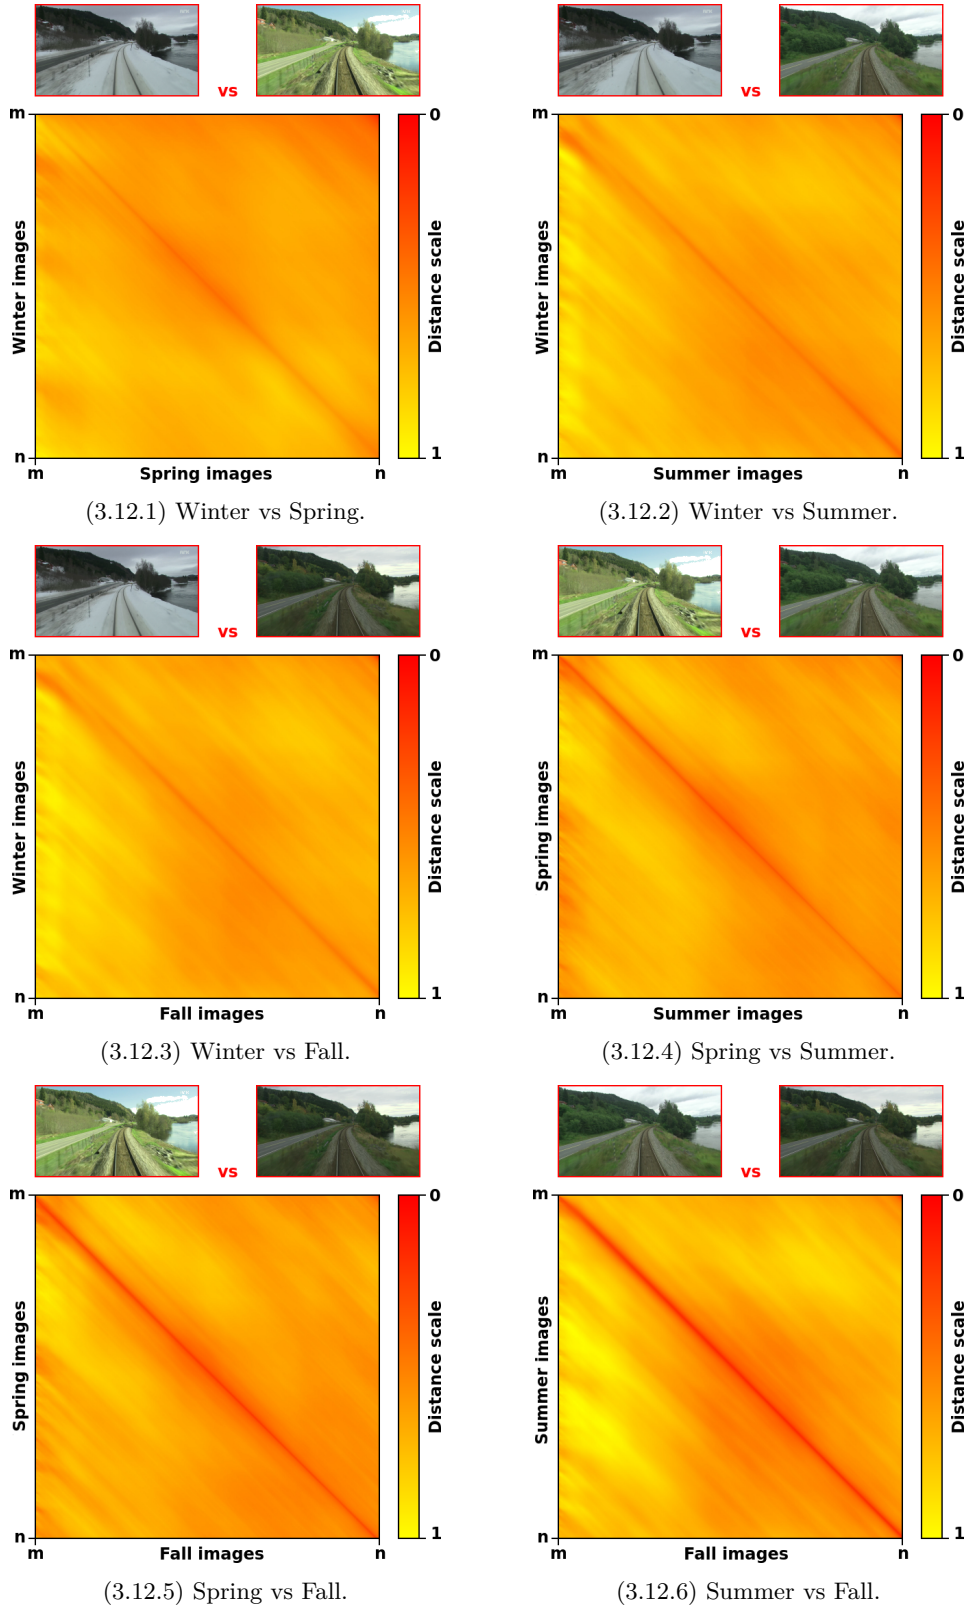 vs
vs
m
0
Winter images
Distance scale
n
1
m
Spring images
n
(3.12.1) Winter vs Spring.
m
0
Winter images
Distance scale
n
1
m
Summer images
n
(3.12.2) Winter vs Summer.
vs
vs
m
0
Winter images
Distance scale
n
1
m
Fall images
n
(3.12.3) Winter vs Fall.
m
0
Spring images
Distance scale
n
1
m
Summer images
n
(3.12.4) Spring vs Summer.
vs
vs
m
0
Spring images
Distance scale
n
1
m
Fall images
n
(3.12.5) Spring vs Fall.
m
0
Summer images
Distance scale
n
1
m
Fall images
n
(3.12.6) Summer vs Fall.